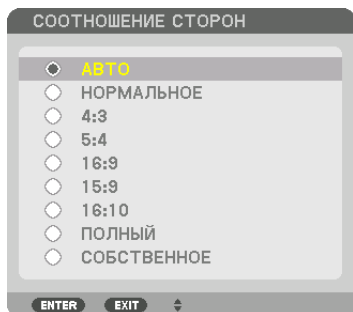 СООТНОШЕНИЕ СТОРОН
АВТО
НОРМАЛЬНОЕ
4:3
5:4
16:9
15:9
16:10
ПОЛНЫЙ
СОБСТВЕННОЕ
ENTER EXIT